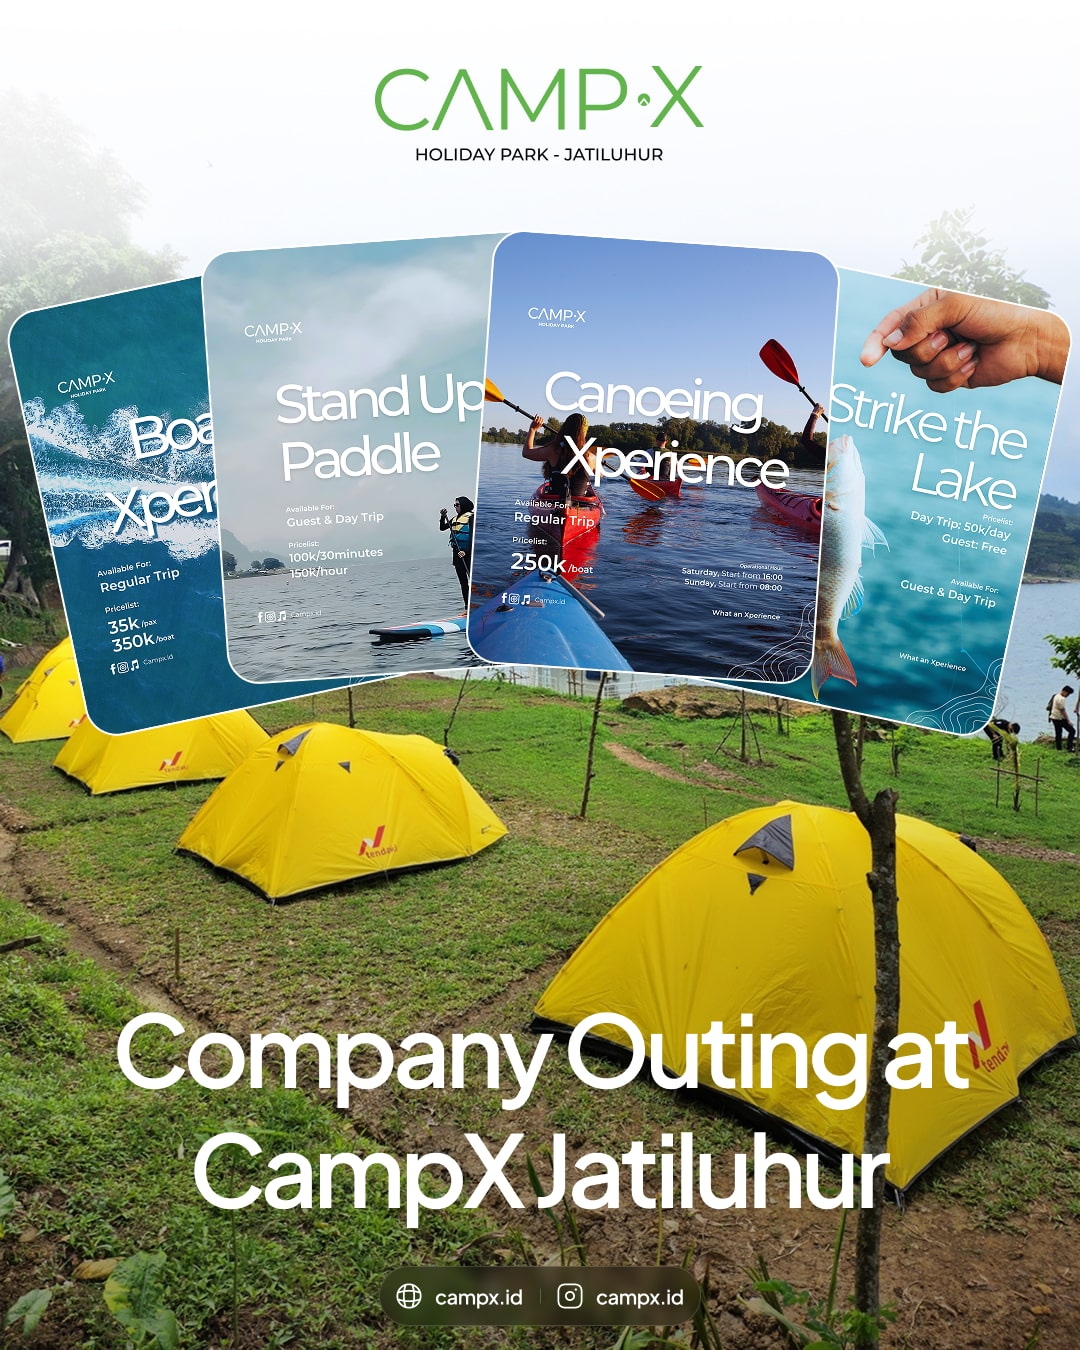 CAMP·X
HOLIDAY PARK - JATILUHUR
CAMP·X
HOLIDAY PARK
Available For:
Regular Trip
Pricelist:
35k/pax
350k/boat
Campx.id
CAMP·X
HOLIDAY PARK
Stand Up
Paddle
Available For:
Guest & Day Trip
Pricelist:
100k/30minutes
150k/hour
Campx.id
CAMP·X
HOLIDAY PARK
Canoeing
Xperience
Available For:
Regular Trip
Pricelist:
250k/boat
Operational Hour
Saturday, Start from 16:00
Sunday, Start from 08:00
What an Xperience
Campx.id
Strike the
Lake
Pricelist:
Day Trip: 50k/day
Guest: Free
Available For:
Guest & Day Trip
What an Xperience
tendaku
Company Outing at
CampX Jatiluhur
campx.id
campx.id